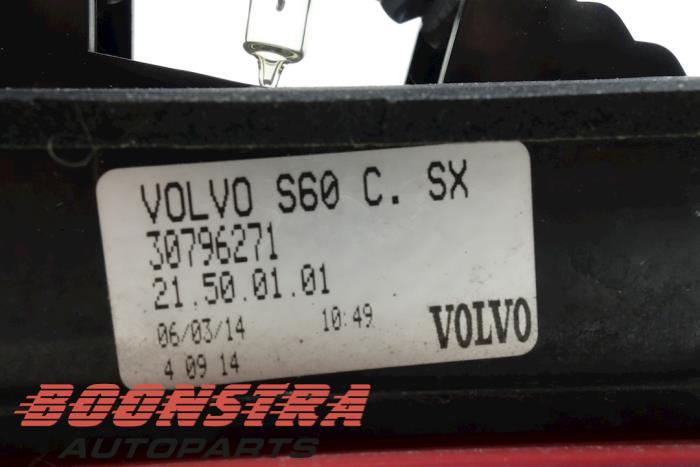 VOLVO S60 C. SX
30796271
21.50.01.01
06/03/14 10:49
VOLVO
4 09 14
BOONSTRA
AUTOPARTS